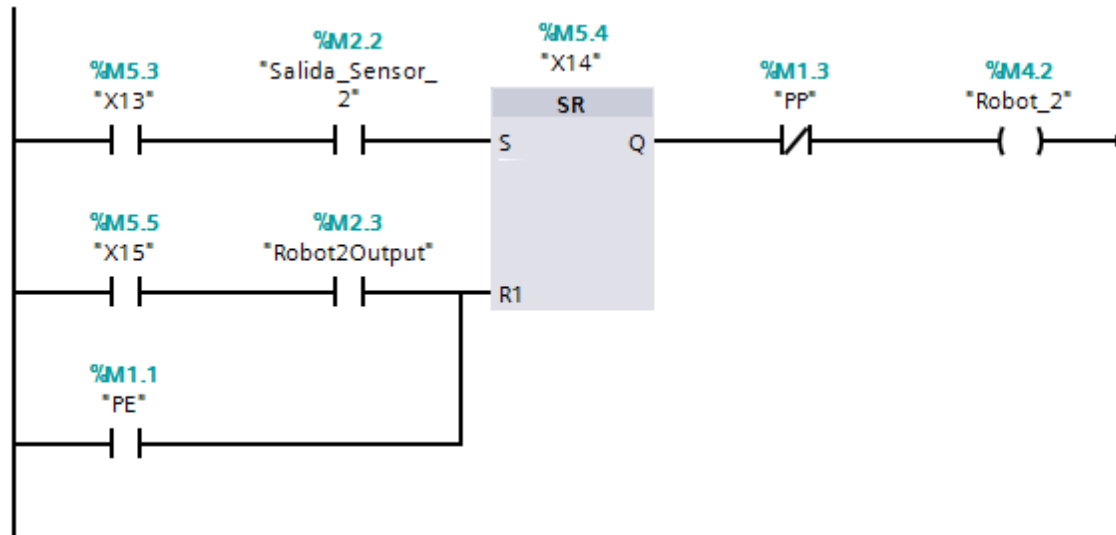 %M5.3
"X13"
%M2.2
"Salida_Sensor_
2"
%M5.4
"X14"
SR
S
Q
%M1.3
"PP"
%M4.2
"Robot_2"
%M5.5
"X15"
%M2.3
"Robot2Output"
R1
%M1.1
"PE"